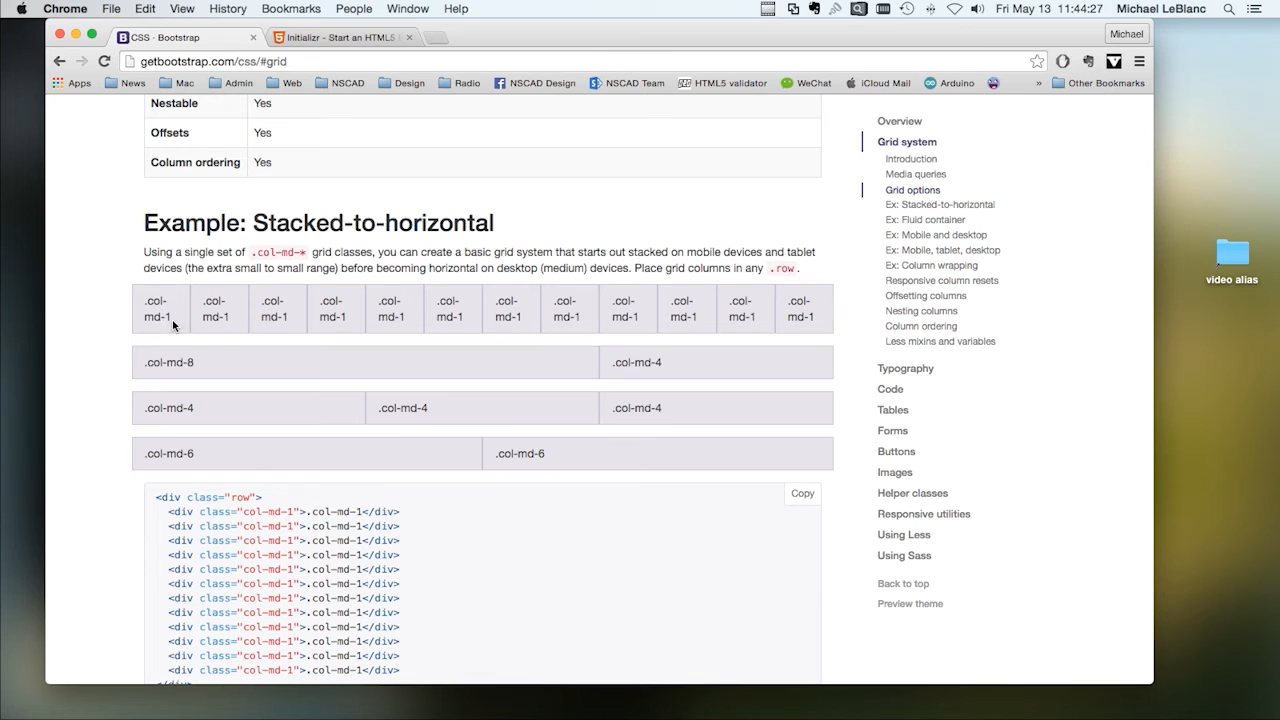 Chrome File Edit View History Bookmarks People Window Help Fri May 13 11:44:27 Michael LeBlanc
CSS · Bootstrap Initializr - Start an HTML5 Michael
getbootstrap.com/css/#grid
Apps News Mac Admin Web NSCAD Design Radio NSCAD Design NSCAD Team HTML5 validator WeChat iCloud Mail Arduino » Other Bookmarks
Nestable Yes
Offsets Yes
Column ordering Yes
Example: Stacked-to-horizontal
Using a single set of .col-md-* grid classes, you can create a basic grid system that starts out stacked on mobile devices and tablet
devices (the extra small to small range) before becoming horizontal on desktop (medium) devices. Place grid columns in any .row .
.col- .col- .col- .col- .col- .col- .col- .col- .col- .col- .col- .col-
md-1 md-1 md-1 md-1 md-1 md-1 md-1 md-1 md-1 md-1 md-1 md-1
.col-md-8 .col-md-4
.col-md-4 .col-md-4 .col-md-4
.col-md-6 .col-md-6
Copy
<div class="row">
<div class="col-md-1">.col-md-1</div>
<div class="col-md-1">.col-md-1</div>
<div class="col-md-1">.col-md-1</div>
<div class="col-md-1">.col-md-1</div>
<div class="col-md-1">.col-md-1</div>
<div class="col-md-1">.col-md-1</div>
<div class="col-md-1">.col-md-1</div>
<div class="col-md-1">.col-md-1</div>
<div class="col-md-1">.col-md-1</div>
<div class="col-md-1">.col-md-1</div>
<div class="col-md-1">.col-md-1</div>
<div class="col-md-1">.col-md-1</div>
Overview
Grid system
Introduction
Media queries
Grid options
Ex: Stacked-to-horizontal
Ex: Fluid container
Ex: Mobile and desktop
Ex: Mobile, tablet, desktop
Ex: Column wrapping
Responsive column resets
Offsetting columns
Nesting columns
Column ordering
Less mixins and variables
Typography
Code
Tables
Forms
Buttons
Images
Helper classes
Responsive utilities
Using Less
Using Sass
Back to top
Preview theme
video alias